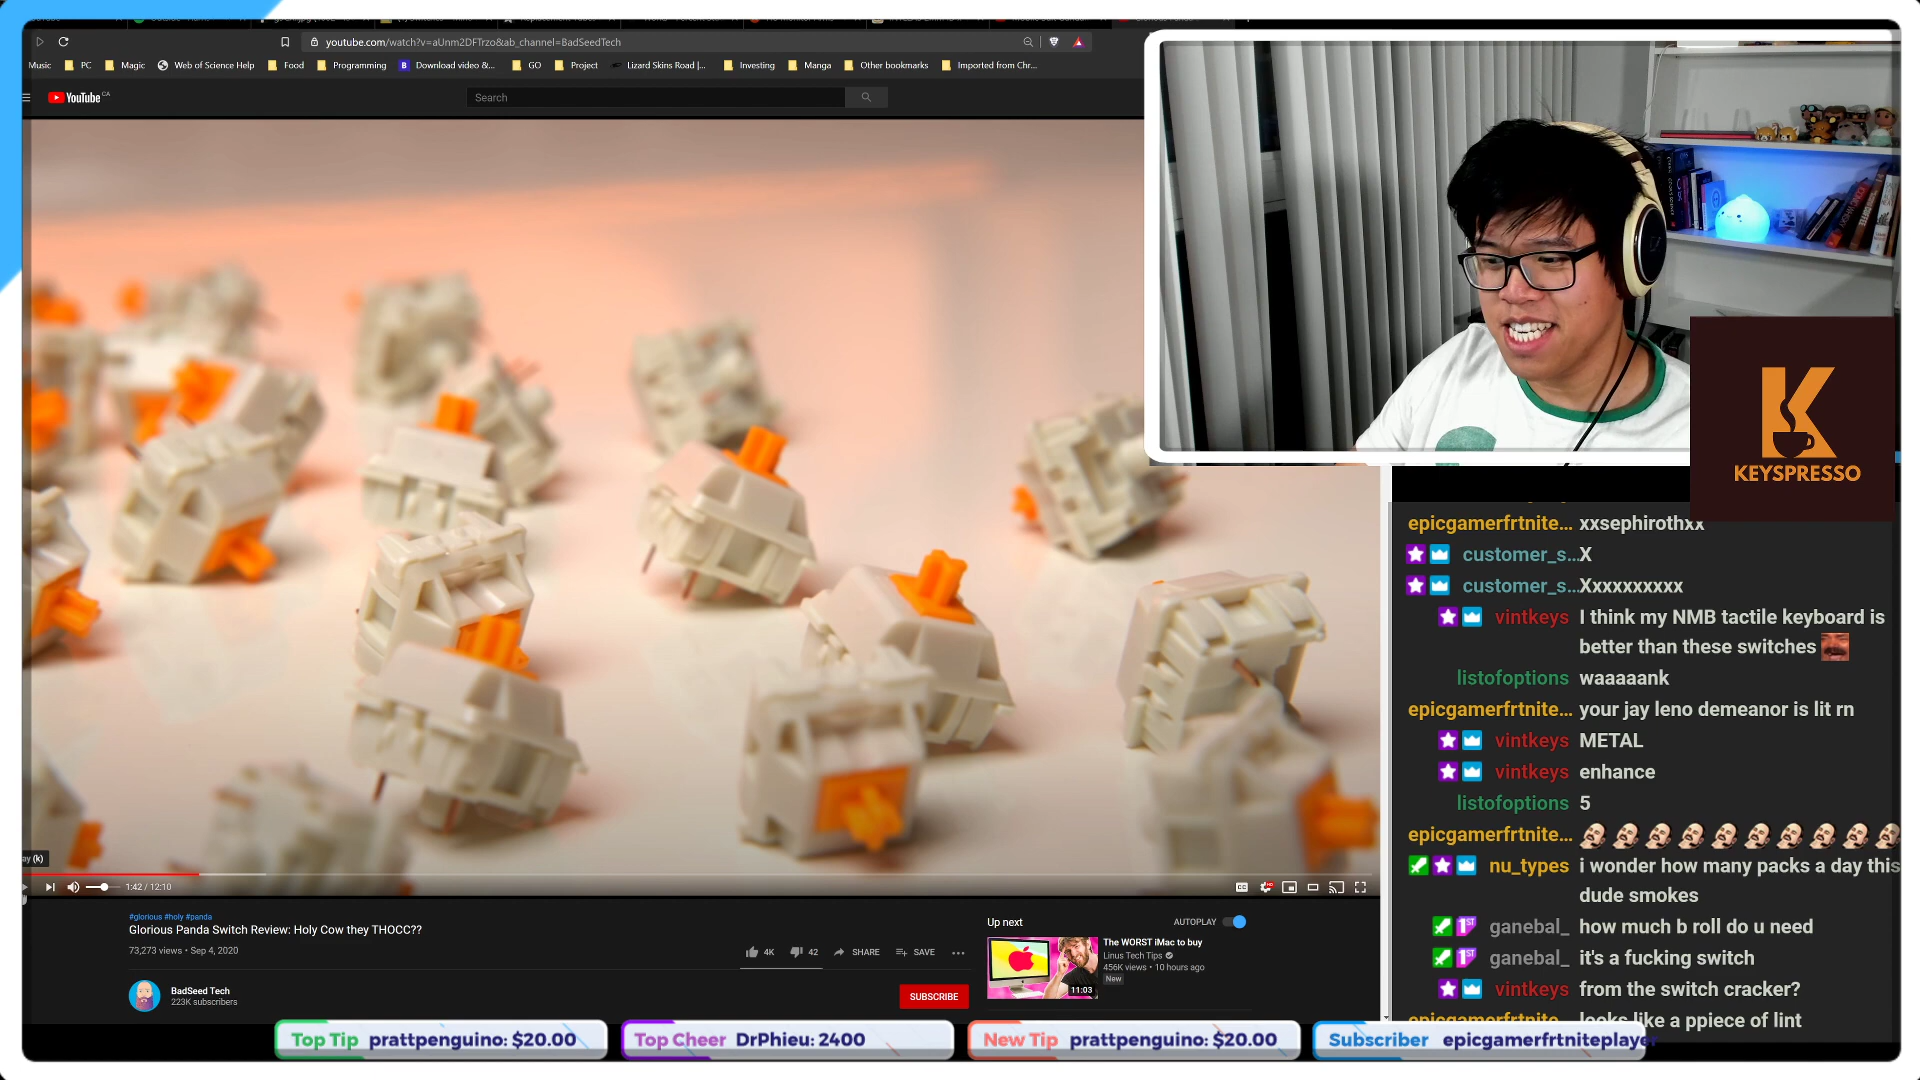 youtube.com/watch?v=aUnm2DFTrzo&ab_channel=BadSeedTech
Music PC Magic Web of Science Help Food Programming Download video &... GO Project Lizard Skins Road |... Investing Manga Other bookmarks Imported from Chr...
YouTube CA
Search
KEYSPRESSO
epicgamerfrtnite... xxsephirothxx
customer_s... X
customer_s... Xxxxxxxxxx
vintkeys I think my NMB tactile keyboard is
better than these switches
listofoptions waaaaank
epicgamerfrtnite... your jay leno demeanor is lit rn
vintkeys METAL
vintkeys enhance
listofoptions 5
epicgamerfrtnite...
nu_types i wonder how many packs a day this
dude smokes
ganebal_ how much b roll do u need
ganebal_ it's a fucking switch
vintkeys from the switch cracker?
epicgamerfrtnite... looks like a ppiece of lint
ay (k)
1:42 / 12:10
#glorious #holy #panda
Glorious Panda Switch Review: Holy Cow they THOCC??
73,273 views • Sep 4, 2020
4K 42 SHARE SAVE
BadSeed Tech
223K subscribers
SUBSCRIBE
Up next
AUTOPLAY
The WORST iMac to buy
Linus Tech Tips
456K views • 10 hours ago
New
11:03
Top Tip prattpenguino: $20.00
Top Cheer DrPhieu: 2400
New Tip prattpenguino: $20.00
Subscriber epicgamerfrtniteplayer